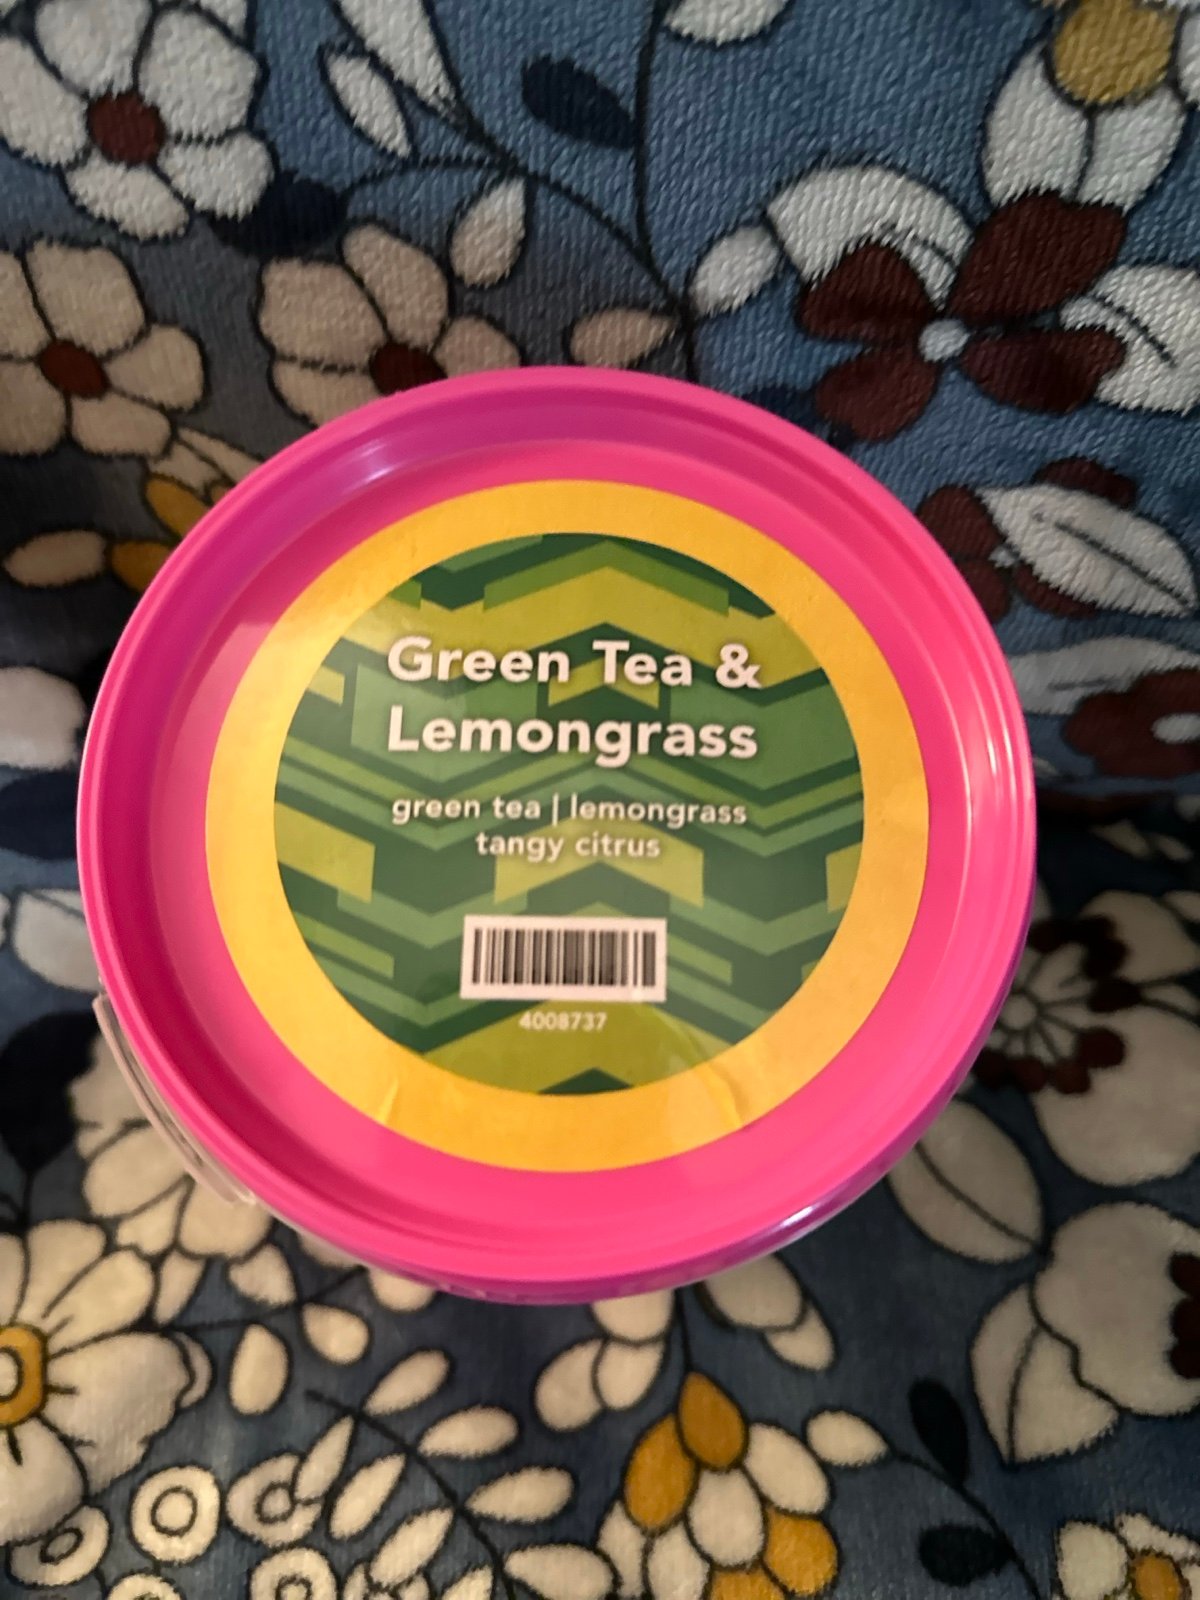 Green Tea &
Lemongrass
green tea | lemongrass
tangy citrus
4008737